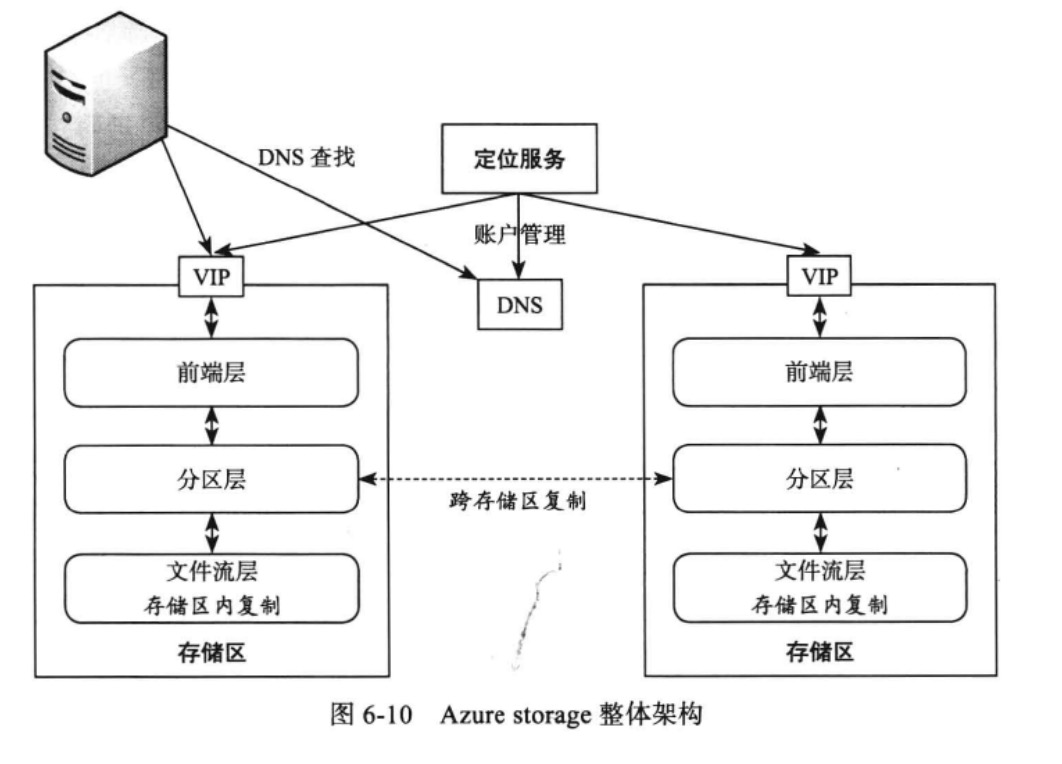 DNS 查找
定位服务
账户管理
VIP
DNS
VIP
前端层
前端层
分区层
分区层
跨存储区复制
文件流层
存储区内复制
文件流层
存储区内复制
存储区
存储区
图 6-10 Azure storage 整体架构